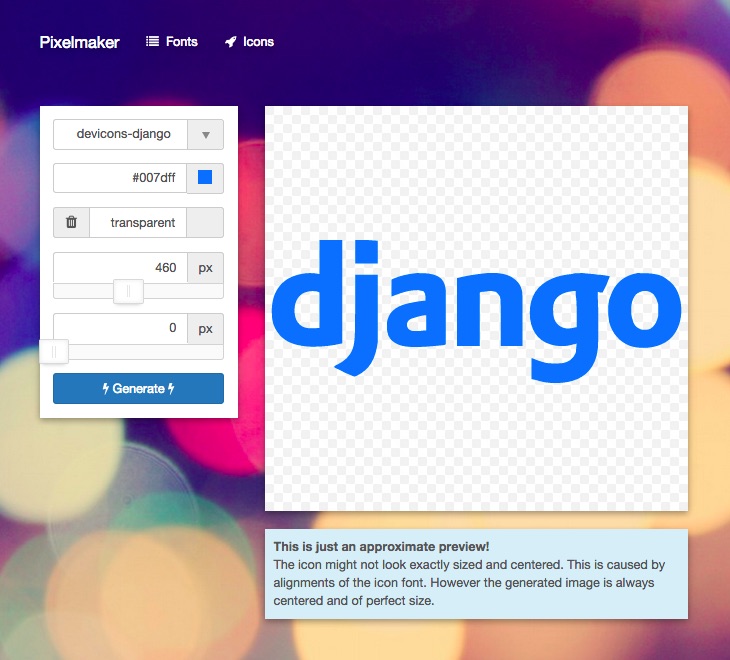 Pixelmaker
Fonts
Icons
devicons-django
#007dff
transparent
460 px
0 px
Generate
django
This is just an approximate preview!
The icon might not look exactly sized and centered. This is caused by
alignments of the icon font. However the generated image is always
centered and of perfect size.